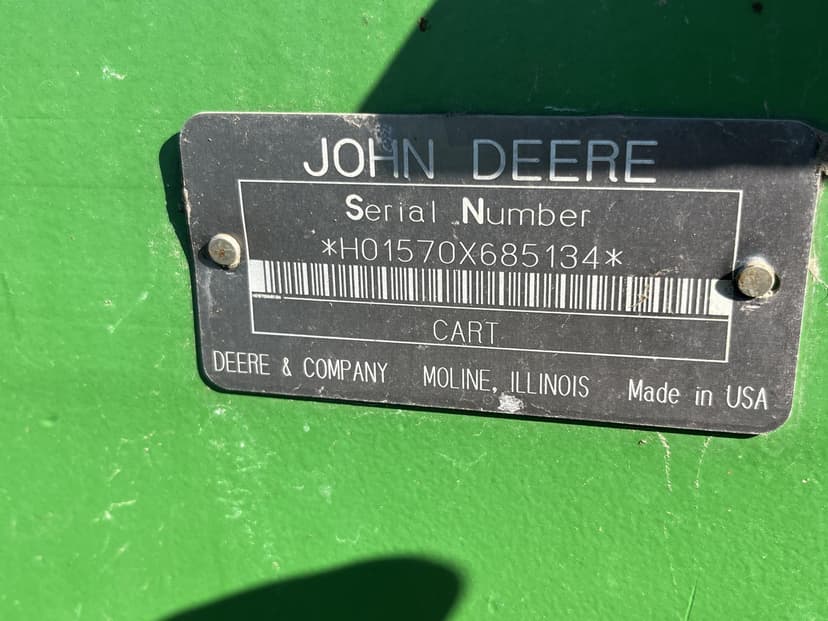 JOHN DEERE
Serial Number
*H01570X685134*
CART
DEERE & COMPANY MOLINE, ILLINOIS Made in USA